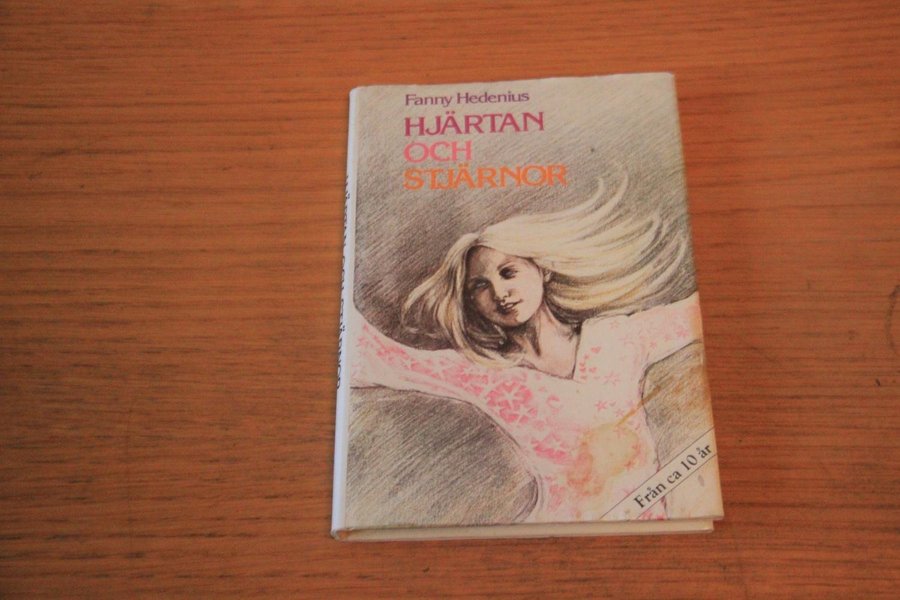 Fanny Hedenius
HJÄRTAN
OCH
STJÄRNOR
Från ca 10 år